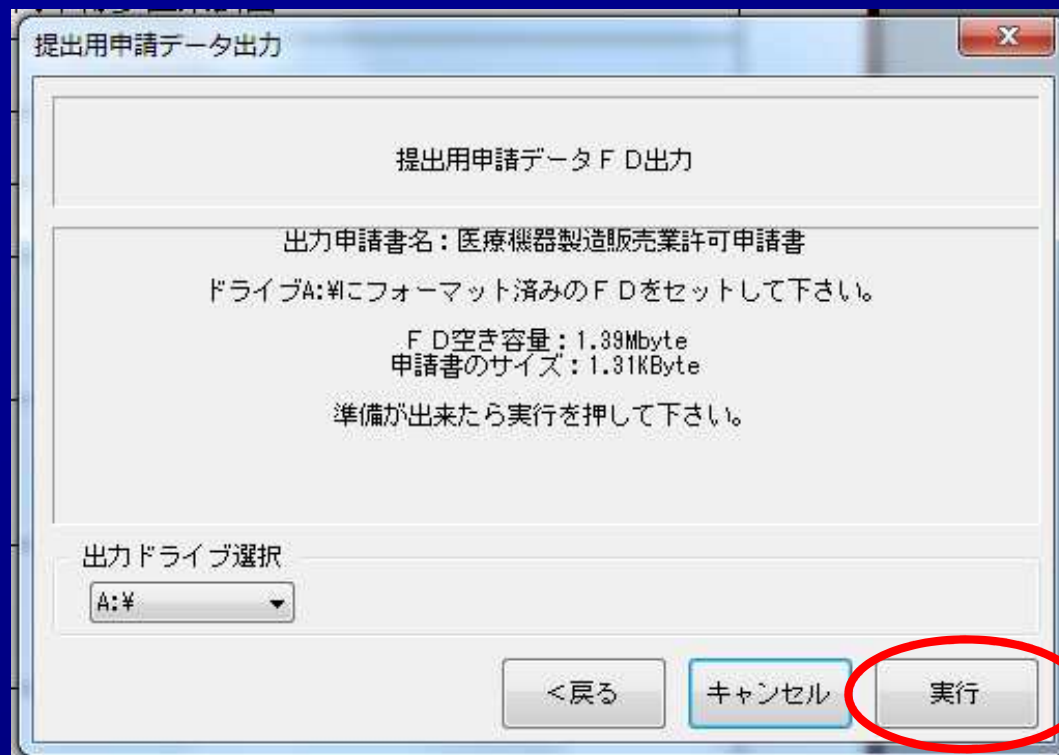 提出用申請データ出力
提出用申請データＦＤ出力
出力申請書名：医療機器製造販売業許可申請書
ドライブA:¥にフォーマット済みのＦＤをセットして下さい。
ＦＤ空き容量：1.39Mbyte
申請書のサイズ：1.31KByte
準備が出来たら実行を押して下さい。
出力ドライブ選択
A:¥
<戻る キャンセル 実行